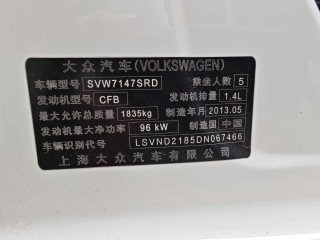 大众汽车(VOLKSWAGEN)
车辆型号 SVW7147SRD 乘坐人数 5
发动机型号 CFB 发动机排量 1.4L
最大允许总质量 1835kg 制造年月 2013.05
发动机最大净功率 96 kW 制造国 中国
车辆识别代号 LSVND2185DN067466
上海大众汽车有限公司